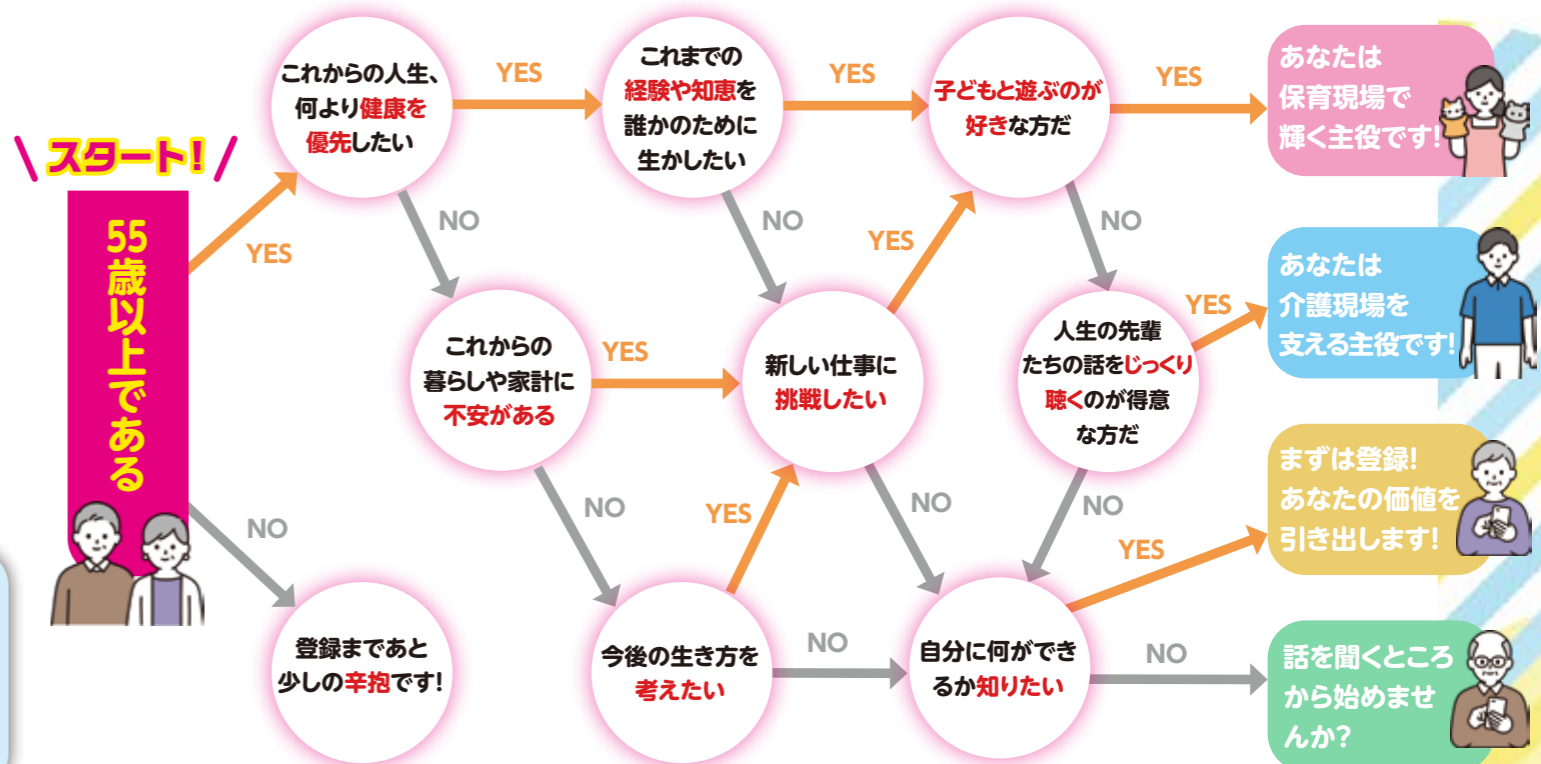 スタート!
55歳以上である
YES
NO
これからの人生、
何より健康を
優先したい
YES
NO
これまでの
経験や知恵を
誰かのために
生かしたい
YES
NO
子どもと遊ぶのが
好きな方だ
YES
NO
これからの
暮らしや家計に
不安がある
YES
NO
新しい仕事に
挑戦したい
YES
NO
人生の先輩
たちの話をじっくり
聴くのが得意
な方だ
YES
NO
登録まであと
少しの辛抱です!
今後の生き方を
考えたい
YES
NO
自分に何ができ
るか知りたい
YES
NO
あなたは
保育現場で
輝く主役です!
あなたは
介護現場を
支える主役です!
まずは登録!
あなたの価値を
引き出します!
話を聞くところ
から始めませ
んか?